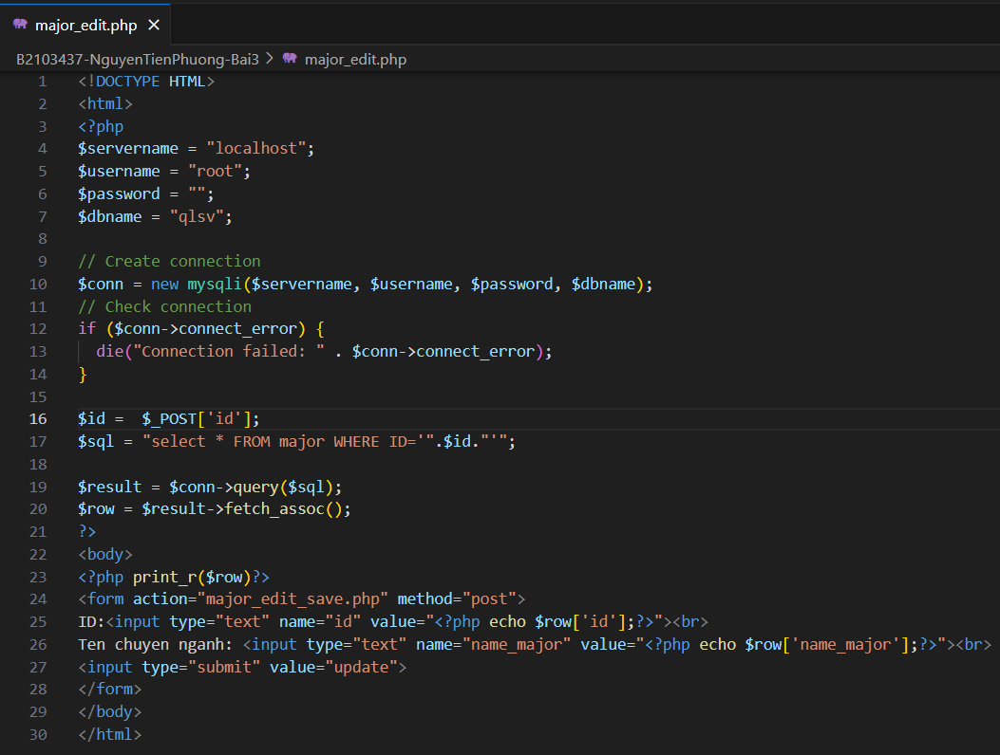 major_edit.php
B2103437-NguyenTienPhuong-Bai3 > major_edit.php
1 <!DOCTYPE HTML>
2 <html>
3 <?php
4 $servername = "localhost";
5 $username = "root";
6 $password = "";
7 $dbname = "qlsv";
8
9 // Create connection
10 $conn = new mysqli($servername, $username, $password, $dbname);
11 // Check connection
12 if ($conn->connect_error) {
13   die("Connection failed: " . $conn->connect_error);
14 }
15
16 $id =  $_POST['id'];
17 $sql = "select * FROM major WHERE ID='".$id."'";
18
19 $result = $conn->query($sql);
20 $row = $result->fetch_assoc();
21 ?>
22 <body>
23 <?php print_r($row)?>
24 <form action="major_edit_save.php" method="post">
25 ID:<input type="text" name="id" value="<?php echo $row['id'];?>"><br>
26 Ten chuyen nganh: <input type="text" name="name_major" value="<?php echo $row['name_major'];?>"><br>
27 <input type="submit" value="update">
28 </form>
29 </body>
30 </html>